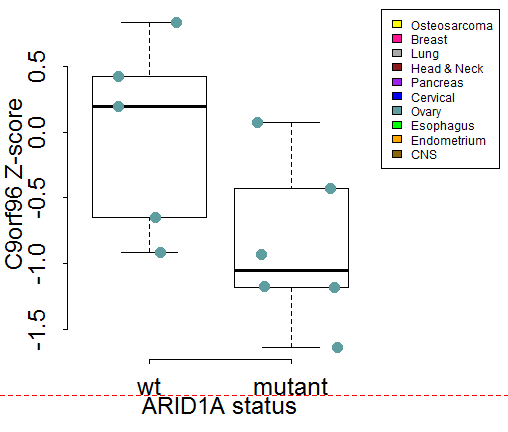 C9orf96 Z-score
0.5
0.0
-0.5
-1.0
-1.5
wt
mutant
ARID1A status
Osteosarcoma
Breast
Lung
Head & Neck
Pancreas
Cervical
Ovary
Esophagus
Endometrium
CNS